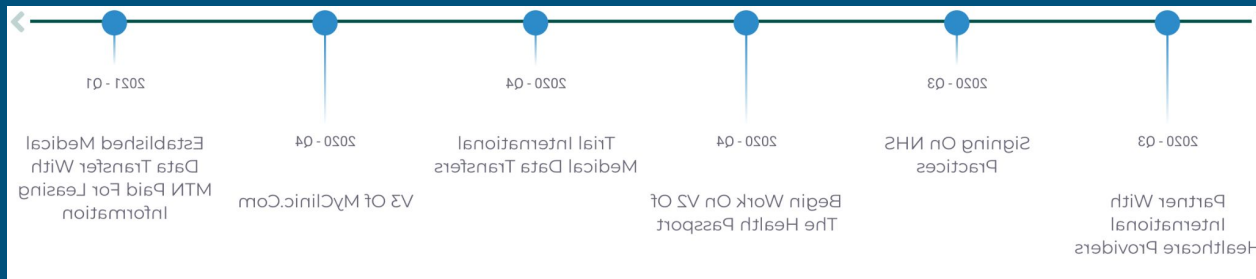 2020 - Q3
Partner With
International
Healthcare Providers
2020 - Q3
Signing On NHS
Practices
2020 - Q4
Begin Work On V2 Of
The Health Passport
2020 - Q4
Trial International
Medical Data Transfers
2020 - Q4
V3 Of MyClinic.Com
2021 - Q1
Established Medical
Data Transfer With
MTN Paid For Leasing
Information